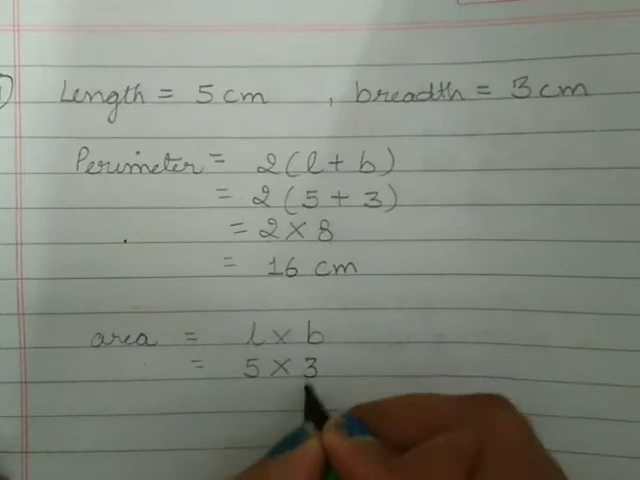 Length = 5 cm , breadth = 3 cm
Perimeter = 2(l + b)
= 2 (5 + 3)
= 2 × 8
= 16 cm
area = l × b
= 5 × 3